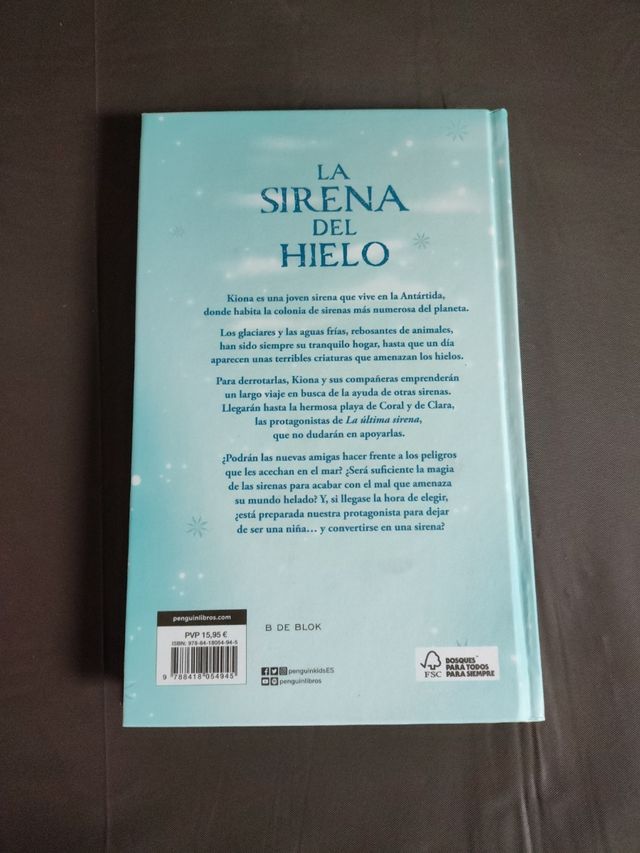 LA
SIRENA
DEL
HIELO
Kiona es una joven sirena que vive en la Antártida,
donde habita la colonia de sirenas más numerosa del planeta.
Los glaciares y las aguas frías, rebosantes de animales,
han sido siempre su tranquilo hogar, hasta que un día
aparecen unas terribles criaturas que amenazan los hielos.
Para derrotarlas, Kiona y sus compañeras emprenderán
un largo viaje en busca de la ayuda de otras sirenas.
Llegarán hasta la hermosa playa de Coral y de Clara,
las protagonistas de La última sirena,
que no dudarán en apoyarlas.
¿Podrán las nuevas amigas hacer frente a los peligros
que les acechan en el mar? ¿Será suficiente la magia
de las sirenas para acabar con el mal que amenaza
su mundo helado? Y, si llegase la hora de elegir,
¿está preparada nuestra protagonista para dejar
de ser una niña… y convertirse en una sirena?
penguinlibros.com
PVP 15,95 €
ISBN: 978-84-18054-94-5
9 788418 054945
B DE BLOK
penguinkidsES
penguinlibros
FSC
BOSQUES
PARA TODOS
PARA SIEMPRE